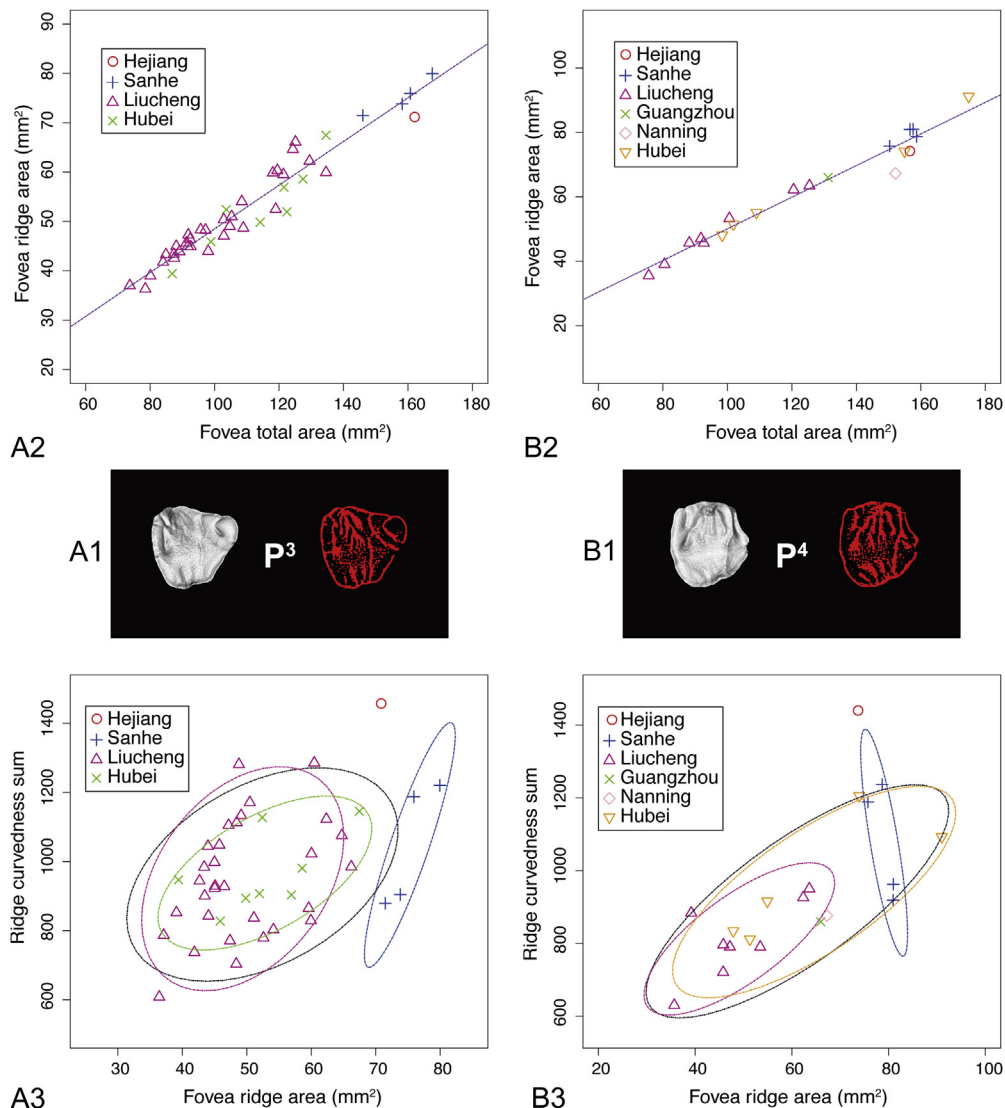 90
80
70
60
50
40
30
20
Fovea ridge area (mm²)
Hejiang
Sanhe
Liucheng
Hubei
60 80 100 120 140 160 180
Fovea total area (mm²)
A2
100
80
60
40
20
Fovea ridge area (mm²)
Hejiang
Sanhe
Liucheng
Guangzhou
Nanning
Hubei
60 80 100 120 140 160 180
Fovea total area (mm²)
B2
A1
P³
B1
P⁴
1400
1200
1000
800
600
Ridge curvedness sum
Hejiang
Sanhe
Liucheng
Hubei
30 40 50 60 70 80
Fovea ridge area (mm²)
A3
1400
1200
1000
800
600
Ridge curvedness sum
Hejiang
Sanhe
Liucheng
Guangzhou
Nanning
Hubei
20 40 60 80 100
Fovea ridge area (mm²)
B3